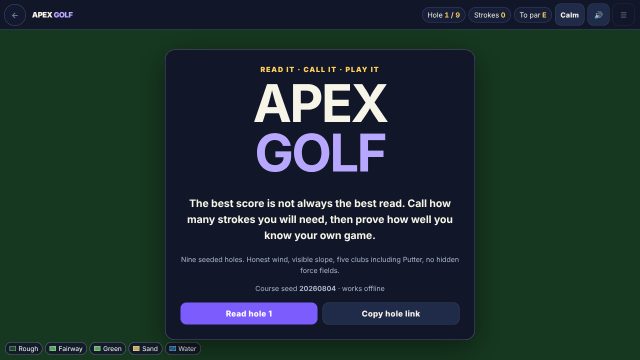 APEX GOLF
Hole 1 / 9
Strokes 0
To par E
Calm
READ IT · CALL IT · PLAY IT
APEX
GOLF
The best score is not always the best read. Call how
many strokes you will need, then prove how well you
know your own game.
Nine seeded holes. Honest wind, visible slope, five clubs including Putter, no hidden
force fields.
Course seed 20260804 · works offline
Read hole 1
Copy hole link
Rough
Fairway
Green
Sand
Water